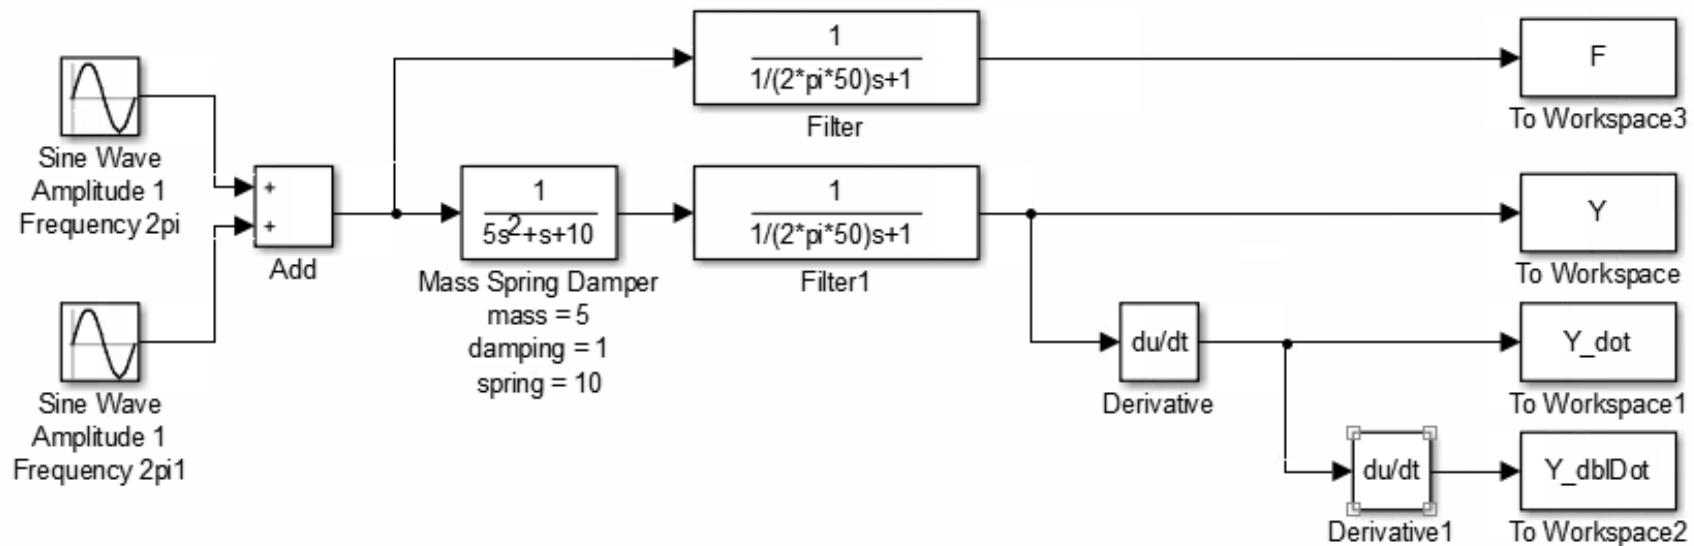 1
1/(2*pi*50)s+1
Filter
F
To Workspace3
Sine Wave
Amplitude 1
Frequency 2pi
+
+
Add
1
5s²+s+10
Mass Spring Damper
mass = 5
damping = 1
spring = 10
1
1/(2*pi*50)s+1
Filter1
Y
To Workspace
Sine Wave
Amplitude 1
Frequency 2pi1
du/dt
Derivative
Y_dot
To Workspace1
du/dt
Derivative1
Y_dblDot
To Workspace2